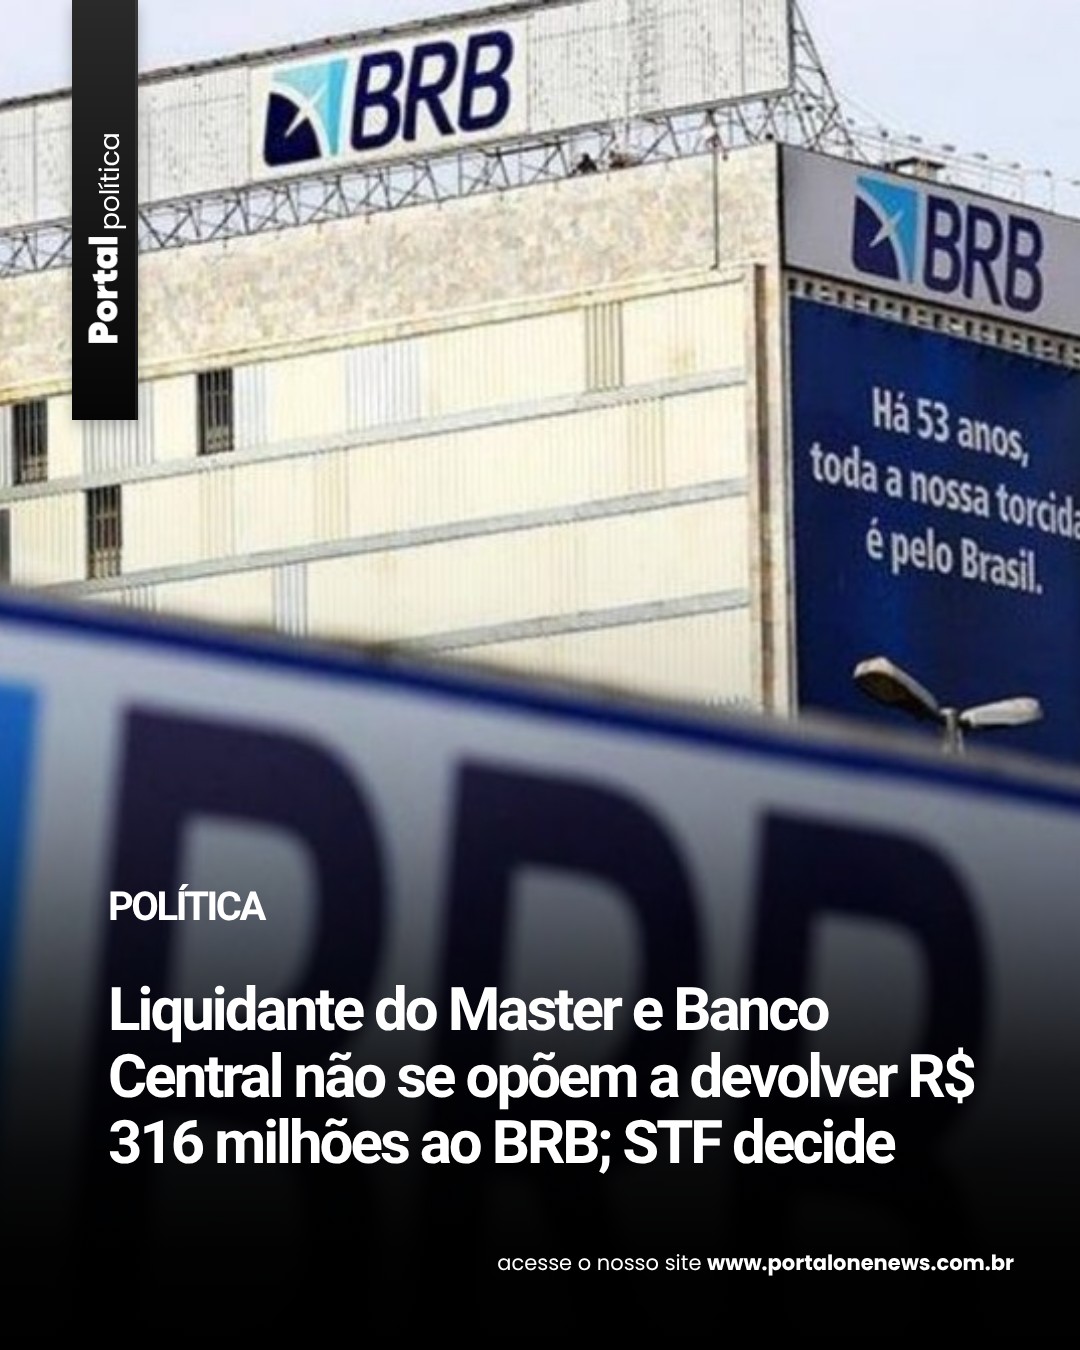 BRB
BRB
Portal política
Há 53 anos,
toda a nossa torcida
é pelo Brasil.
BRB
POLÍTICA
Liquidante do Master e Banco
Central não se opõem a devolver R$
316 milhões ao BRB; STF decide
acesse o nosso site www.portalonenews.com.br